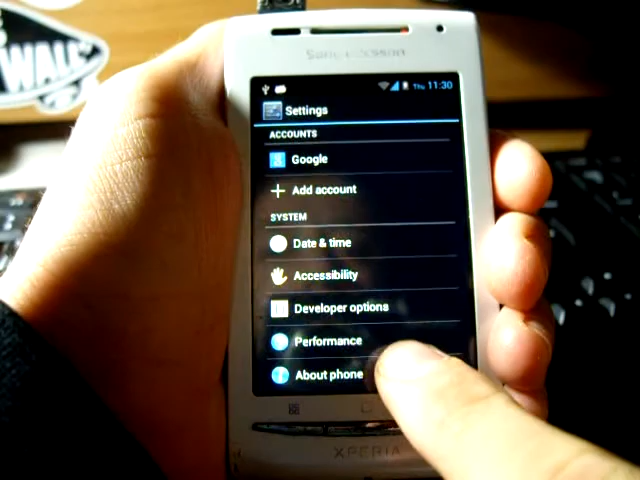 WALL
Sony Ericsson
Thu 11:30
Settings
ACCOUNTS
Google
Add account
SYSTEM
Date & time
Accessibility
Developer options
Performance
About phone
XPERIA